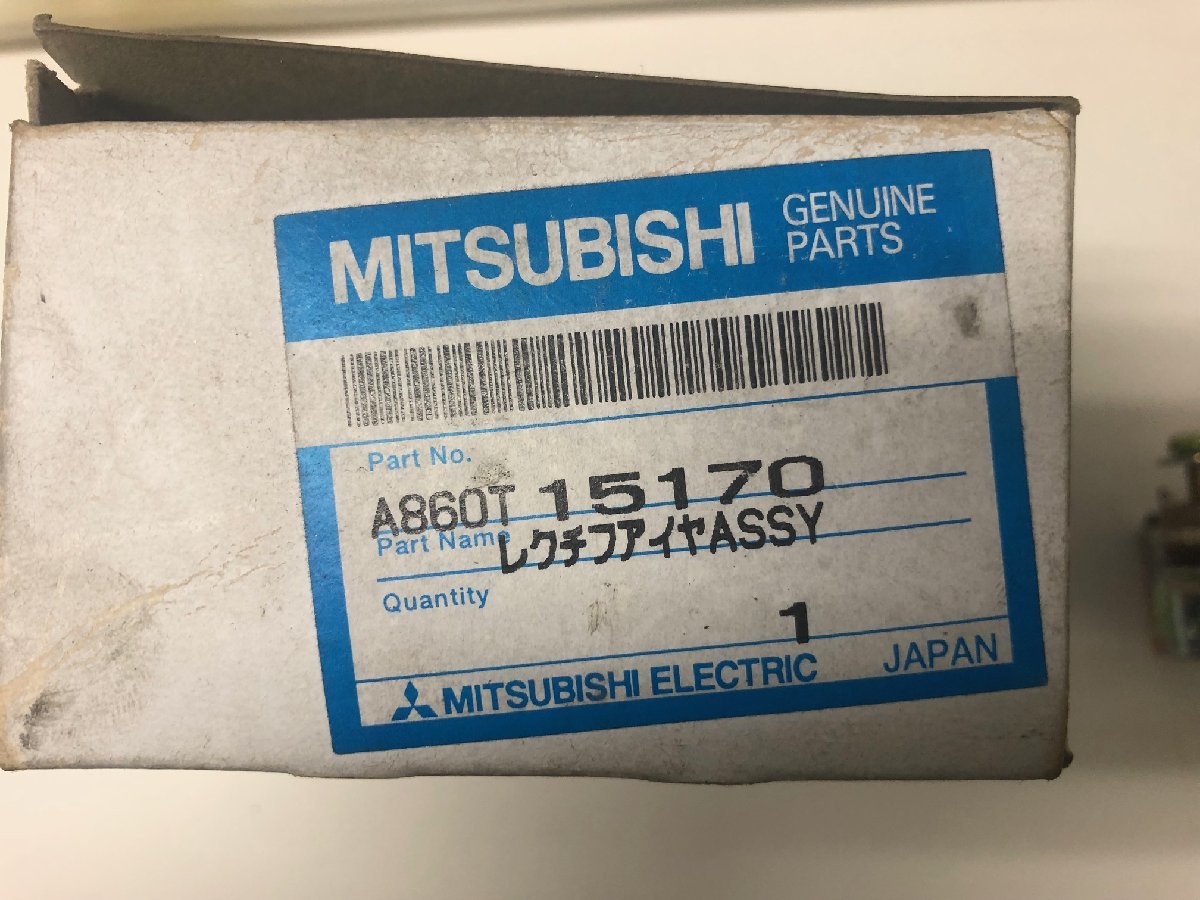 MITSUBISHI GENUINE PARTS
Part No.
A860T 15170
Part Name レクチフアイヤASSY
Quantity
1
MITSUBISHI ELECTRIC JAPAN